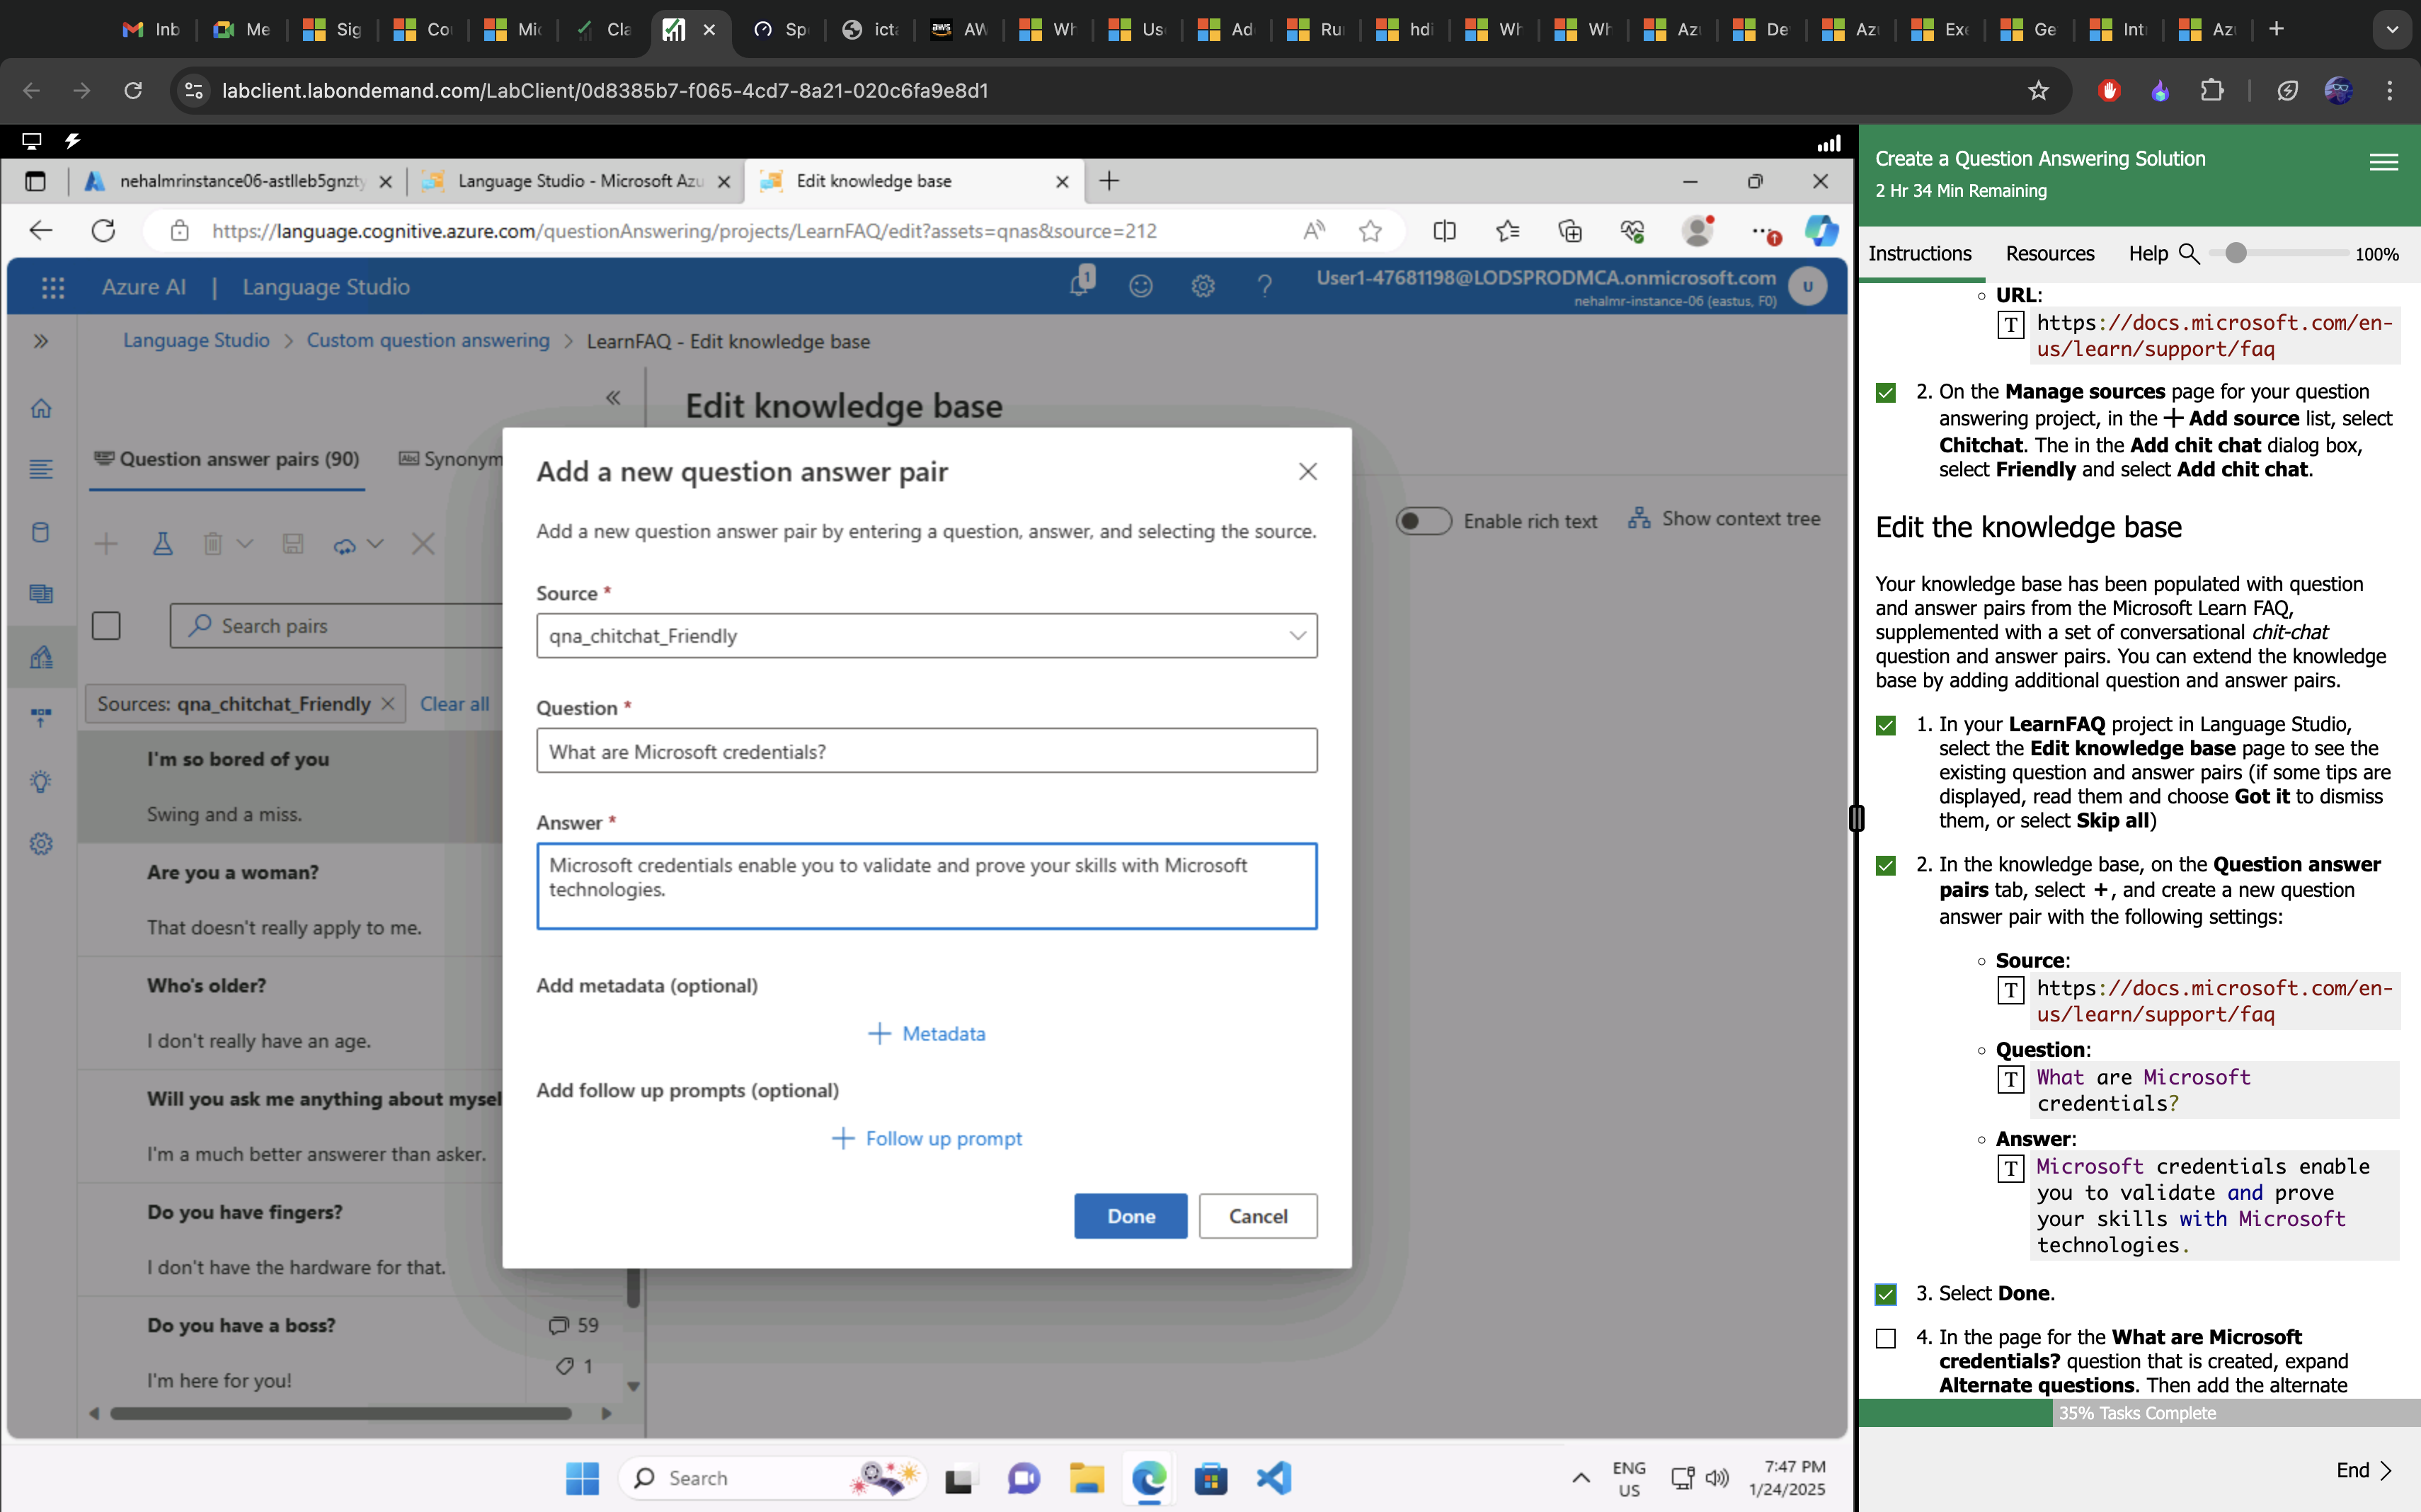 Inb
Me
Sig
Co
Mic
Cla
Sp
icta
aws
AW
Wh
Us
Ad
Ru
hdi
Wh
Wh
Az
De
Az
Exe
Ge
Int
Az
labclient.labondemand.com/LabClient/0d8385b7-f065-4cd7-8a21-020c6fa9e8d1
nehalmrinstance06-astlleb5gnzty
Language Studio - Microsoft Azu
Edit knowledge base
https://language.cognitive.azure.com/questionAnswering/projects/LearnFAQ/edit?assets=qnas&source=212
Azure AI | Language Studio
1
User1-47681198@LODSPRODMCA.onmicrosoft.com
nehalmr-instance-06 (eastus, F0)
U
Language Studio > Custom question answering > LearnFAQ - Edit knowledge base
Edit knowledge base
Question answer pairs (90)
Abc Synonym
Enable rich text
Show context tree
Search pairs
Sources: qna_chitchat_Friendly
Clear all
I'm so bored of you
Swing and a miss.
Are you a woman?
That doesn't really apply to me.
Who's older?
I don't really have an age.
Will you ask me anything about mysel
I'm a much better answerer than asker.
Do you have fingers?
I don't have the hardware for that.
Do you have a boss?
59
1
I'm here for you!
Add a new question answer pair
Add a new question answer pair by entering a question, answer, and selecting the source.
Source *
qna_chitchat_Friendly
Question *
What are Microsoft credentials?
Answer *
Microsoft credentials enable you to validate and prove your skills with Microsoft
technologies.
Add metadata (optional)
+ Metadata
Add follow up prompts (optional)
+ Follow up prompt
Done
Cancel
Search
ENG
US
7:47 PM
1/24/2025
Create a Question Answering Solution
2 Hr 34 Min Remaining
Instructions
Resources
Help
100%
URL:
T https://docs.microsoft.com/en-
us/learn/support/faq
2. On the Manage sources page for your question
answering project, in the + Add source list, select
Chitchat. The in the Add chit chat dialog box,
select Friendly and select Add chit chat.
Edit the knowledge base
Your knowledge base has been populated with question
and answer pairs from the Microsoft Learn FAQ,
supplemented with a set of conversational chit-chat
question and answer pairs. You can extend the knowledge
base by adding additional question and answer pairs.
1. In your LearnFAQ project in Language Studio,
select the Edit knowledge base page to see the
existing question and answer pairs (if some tips are
displayed, read them and choose Got it to dismiss
them, or select Skip all)
2. In the knowledge base, on the Question answer
pairs tab, select +, and create a new question
answer pair with the following settings:
Source:
T https://docs.microsoft.com/en-
us/learn/support/faq
Question:
T What are Microsoft
credentials?
Answer:
T Microsoft credentials enable
you to validate and prove
your skills with Microsoft
technologies.
3. Select Done.
4. In the page for the What are Microsoft
credentials? question that is created, expand
Alternate questions. Then add the alternate
35% Tasks Complete
End